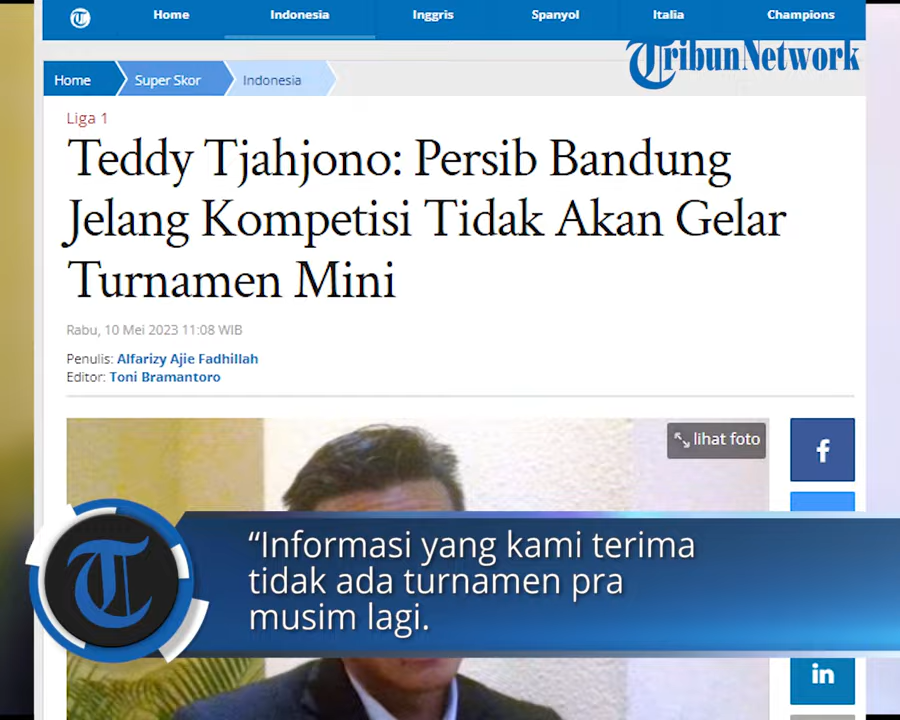 Home Indonesia Inggris Spanyol Italia Champions
TribunNetwork
Home Super Skor Indonesia
Liga 1
Teddy Tjahjono: Persib Bandung
Jelang Kompetisi Tidak Akan Gelar
Turnamen Mini
Rabu, 10 Mei 2023 11:08 WIB
Penulis: Alfarizy Ajie Fadhillah
Editor: Toni Bramantoro
lihat foto
f
“Informasi yang kami terima
tidak ada turnamen pra
musim lagi.
T
in